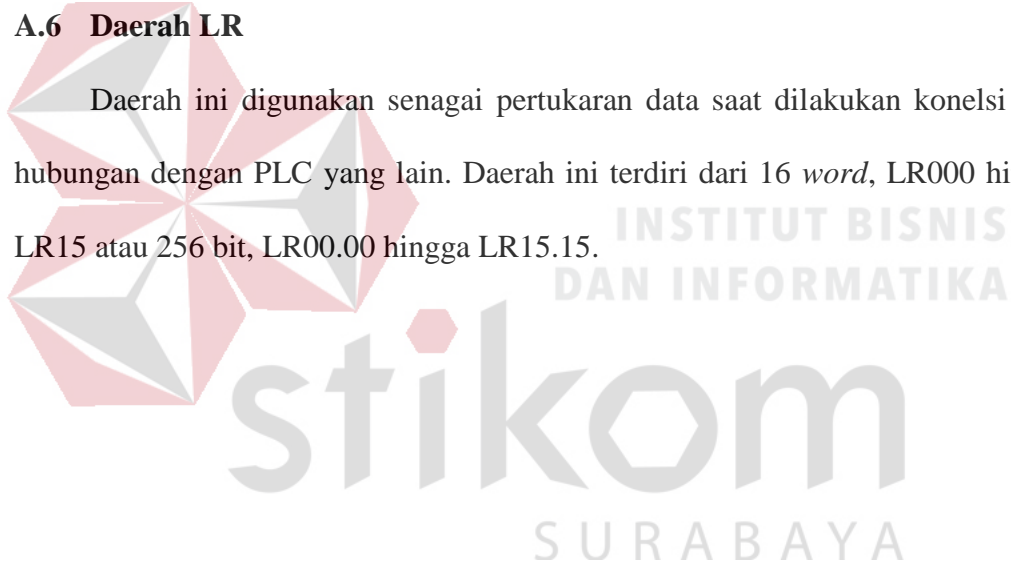 A.6 Daerah LR
Daerah ini digunakan senagai pertukaran data saat dilakukan konelsi
hubungan dengan PLC yang lain. Daerah ini terdiri dari 16 word, LR000 hi
LR15 atau 256 bit, LR00.00 hingga LR15.15.
INSTITUT BISNIS
DAN INFORMATIKA
stikom
SURABAYA